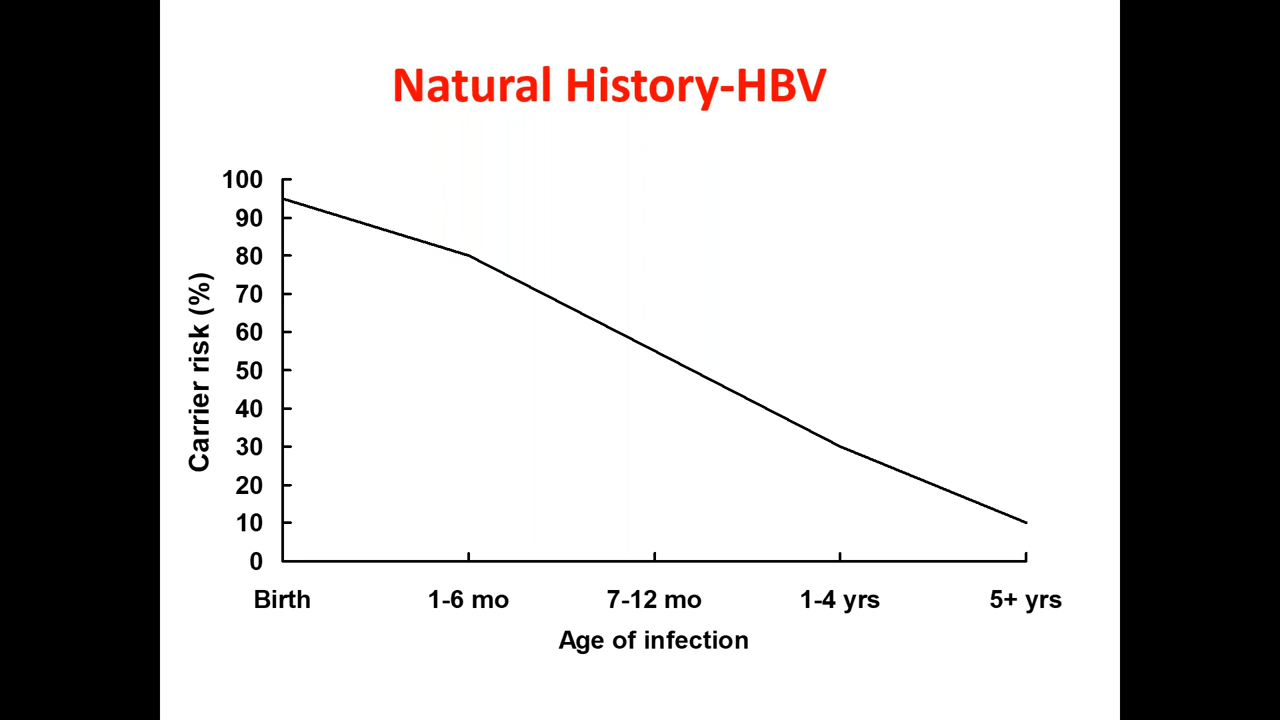 Natural History-HBV
100
90
80
70
60
50
40
30
20
10
0
Carrier risk (%)
Birth 1-6 mo 7-12 mo 1-4 yrs 5+ yrs
Age of infection